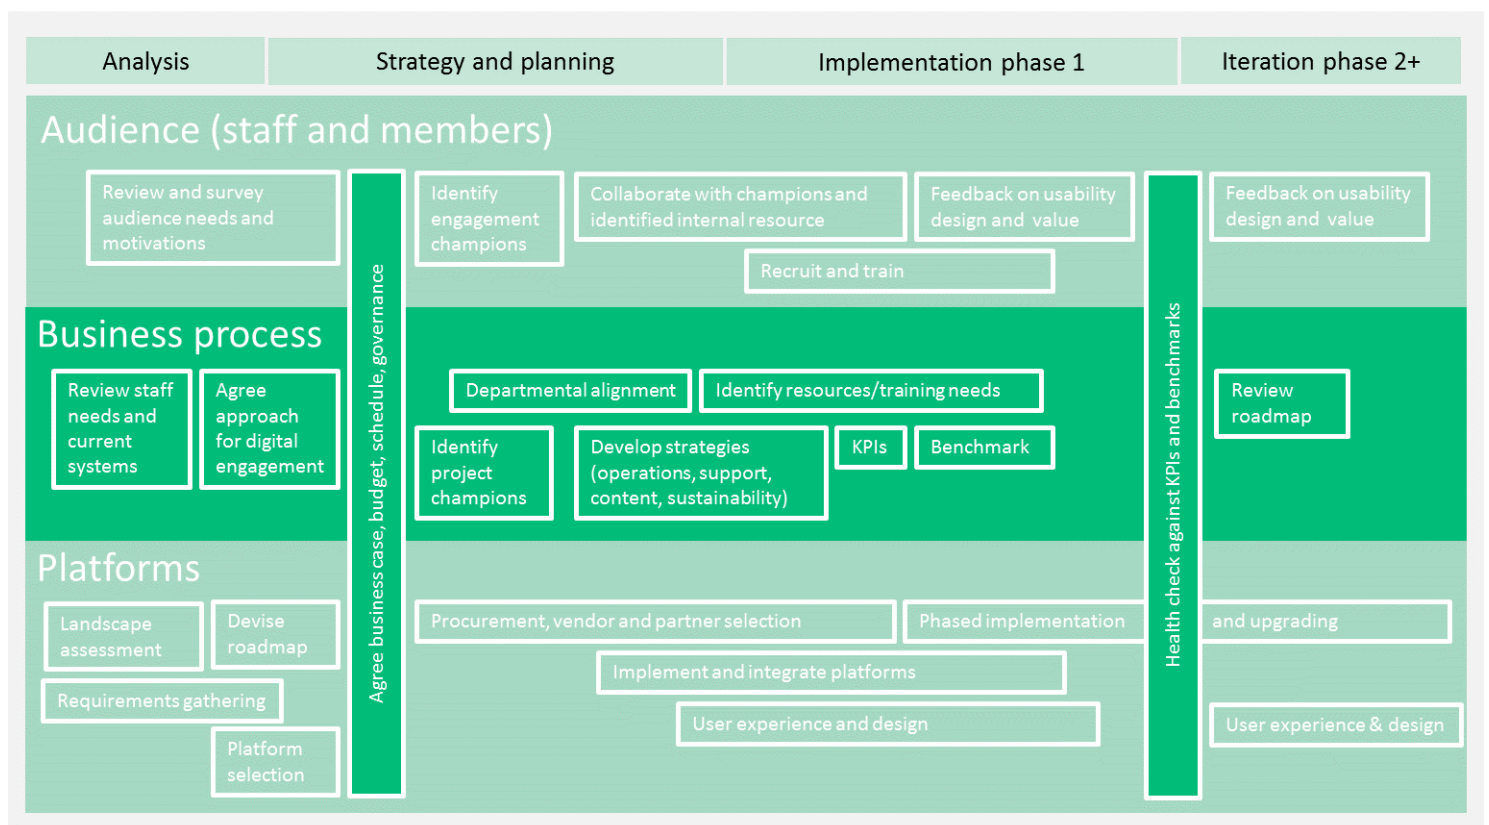 Analysis
Strategy and planning
Implementation phase 1
Iteration phase 2+
Audience (staff and members)
Review and survey
audience needs and
motivations
Identify
engagement
champions
Collaborate with champions and
identified internal resource
Feedback on usability
design and value
Recruit and train
Feedback on usability
design and value
Agree business case, budget, schedule, governance
Health check against KPIs and benchmarks
Business process
Review staff
needs and
current
systems
Agree
approach
for digital
engagement
Departmental alignment
Identify resources/training needs
Identify
project
champions
Develop strategies
(operations, support,
content, sustainability)
KPIs
Benchmark
Review
roadmap
Platforms
Landscape
assessment
Devise
roadmap
Requirements gathering
Platform
selection
Procurement, vendor and partner selection
Phased implementation
and upgrading
Implement and integrate platforms
User experience and design
User experience & design